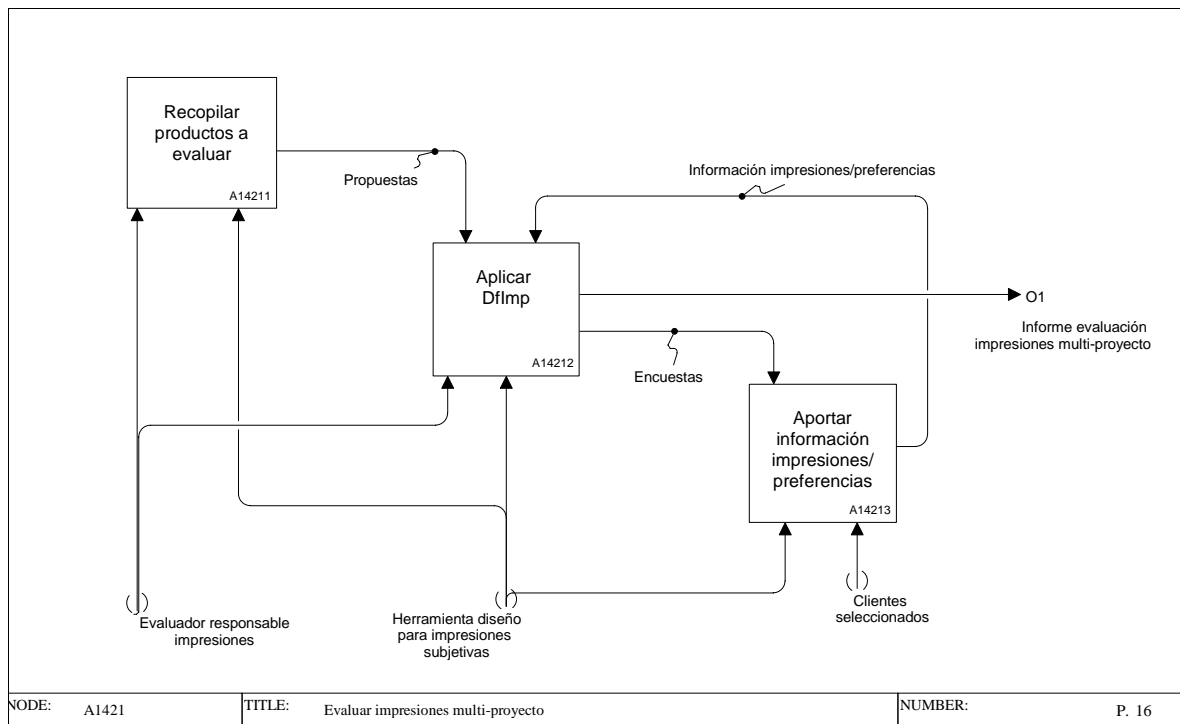 Recopilar
productos a
evaluar
A14211
Propuestas
Información impresiones/preferencias
Aplicar
DfImp
A14212
O1
Informe evaluación
impresiones multi-proyecto
Encuestas
Aportar
información
impresiones/
preferencias
A14213
Evaluador responsable
impresiones
Herramienta diseño
para impresiones
subjetivas
Clientes
seleccionados
NODE: A1421 TITLE: Evaluar impresiones multi-proyecto NUMBER: P. 16